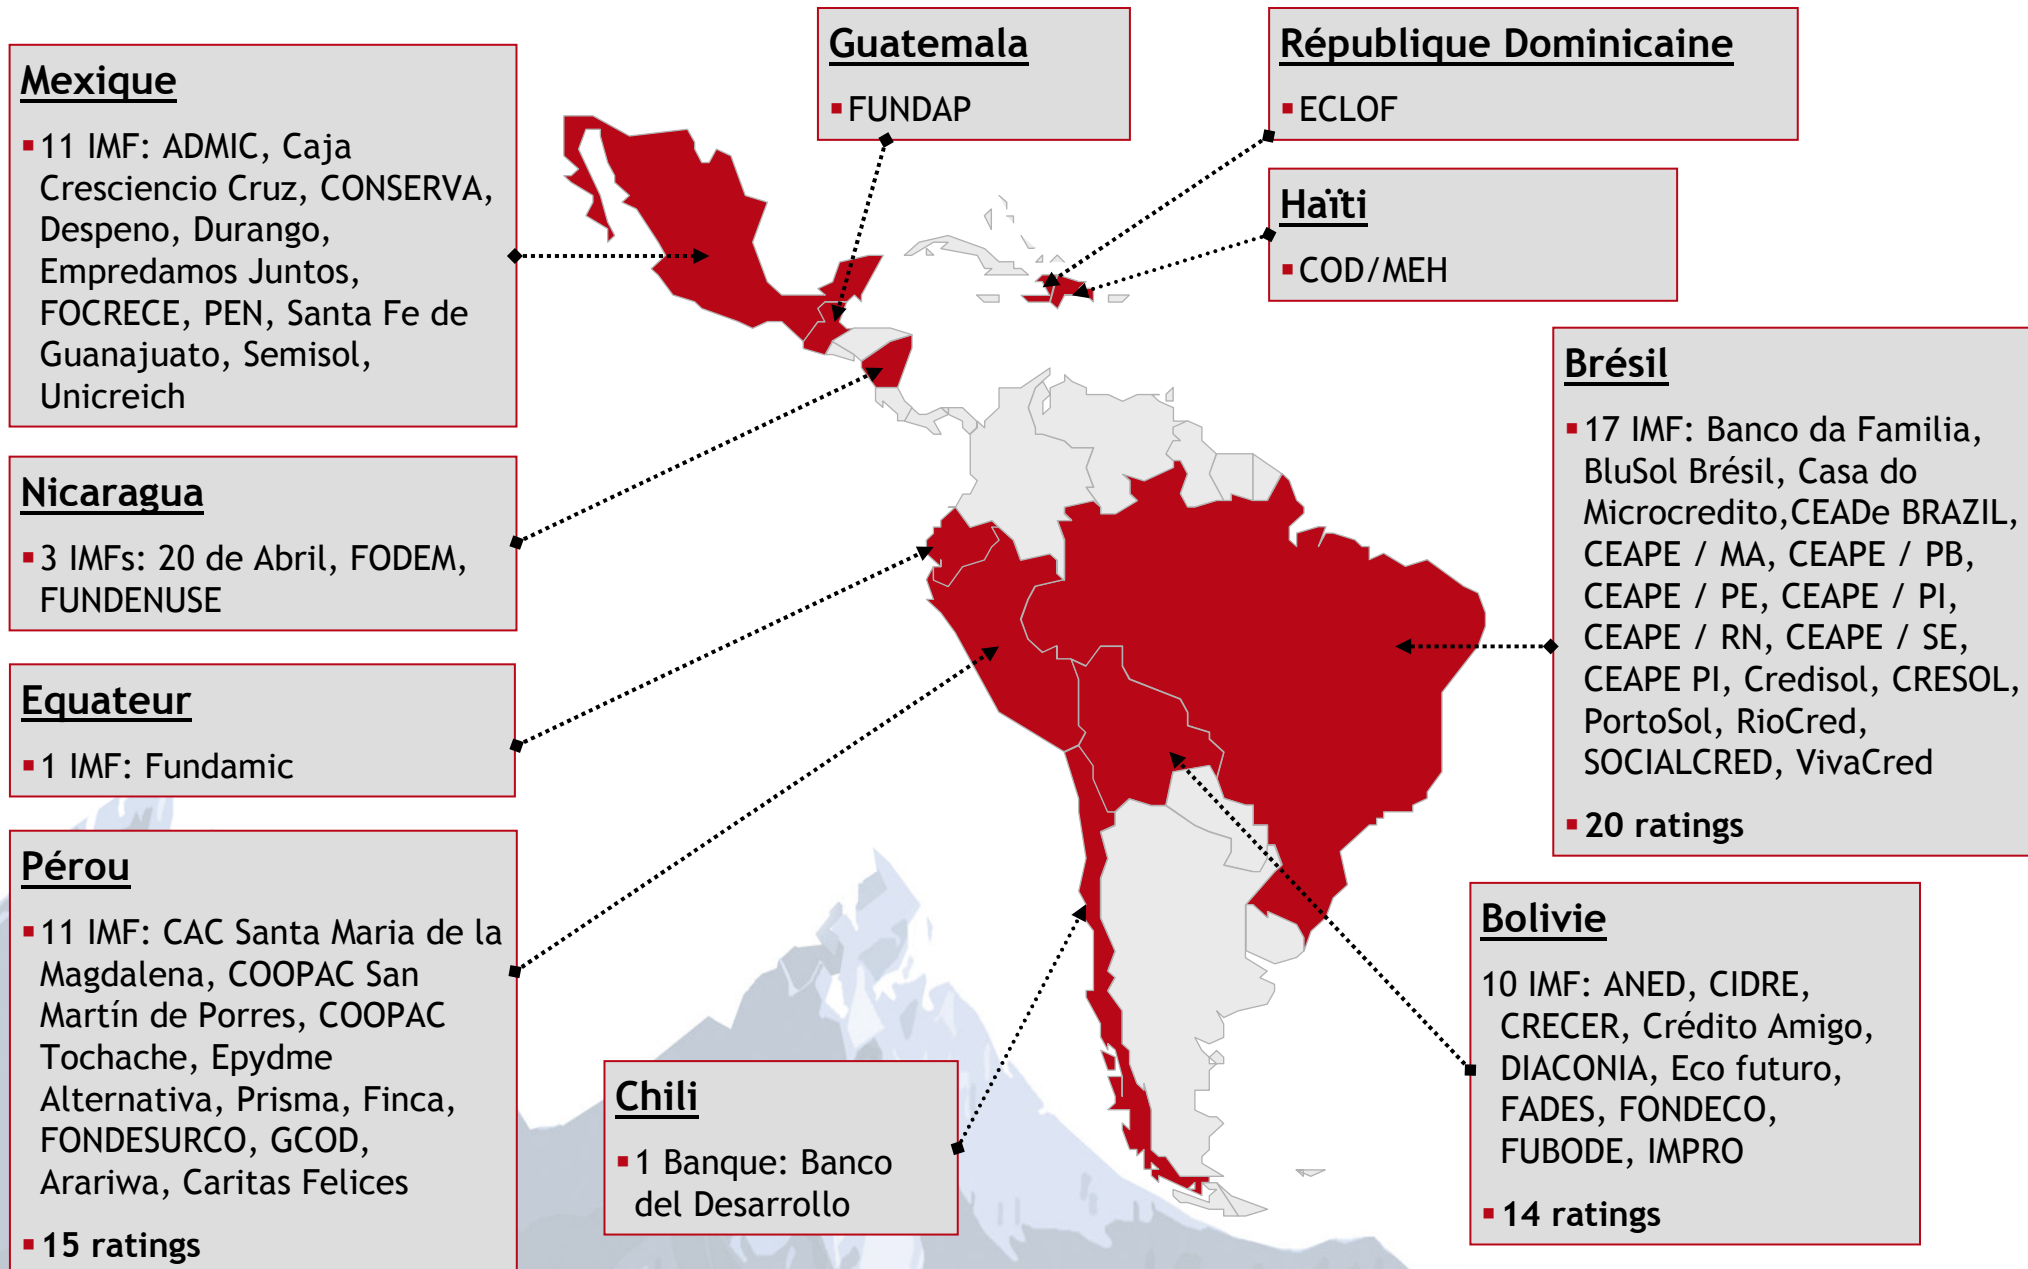 Mexique
▪11 IMF: ADMIC, Caja
Cresciencio Cruz, CONSERVA,
Despeno, Durango,
Empredamos Juntos,
FOCRECE, PEN, Santa Fe de
Guanajuato, Semisol,
Unicreich
Guatemala
▪FUNDAP
République Dominicaine
▪ECLOF
Haïti
▪COD/MEH
Nicaragua
▪3 IMFs: 20 de Abril, FODEM,
FUNDENUSE
Equateur
▪1 IMF: Fundamic
Pérou
▪11 IMF: CAC Santa Maria de la
Magdalena, COOPAC San
Martín de Porres, COOPAC
Tochache, Epydme
Alternativa, Prisma, Finca,
FONDESURCO, GCOD,
Arariwa, Caritas Felices
▪15 ratings
Chili
▪1 Banque: Banco
del Desarrollo
Brésil
▪17 IMF: Banco da Familia,
BluSol Brésil, Casa do
Microcredito,CEADe BRAZIL,
CEAPE / MA, CEAPE / PB,
CEAPE / PE, CEAPE / PI,
CEAPE / RN, CEAPE / SE,
CEAPE PI, Credisol, CRESOL,
PortoSol, RioCred,
SOCIALCRED, VivaCred
▪20 ratings
Bolivie
10 IMF: ANED, CIDRE,
CRECER, Crédito Amigo,
DIACONIA, Eco futuro,
FADES, FONDECO,
FUBODE, IMPRO
▪14 ratings